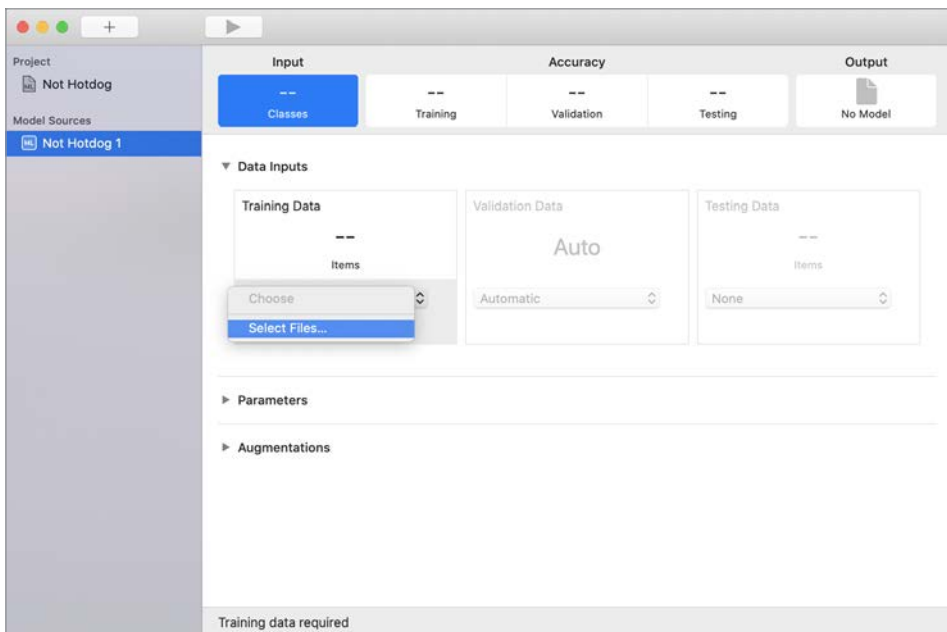 Project
Not Hotdog
Model Sources
Not Hotdog 1
Input
Accuracy
Output
--
Classes
--
Training
--
Validation
--
Testing
No Model
Data Inputs
Training Data
--
Items
Choose
Select Files...
Validation Data
Auto
Automatic
Testing Data
--
Items
None
Parameters
Augmentations
Training data required